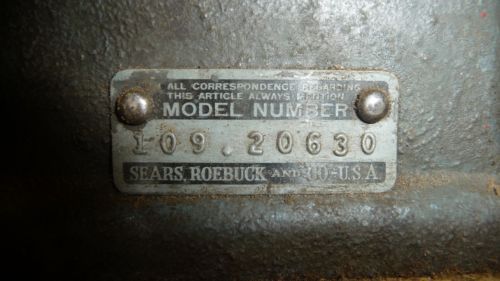 ALL CORRESPONDENCE REGARDING
THIS ARTICLE ALWAYS MENTION
MODEL NUMBER
109.20630
SEARS, ROEBUCK AND CO-U.S.A.